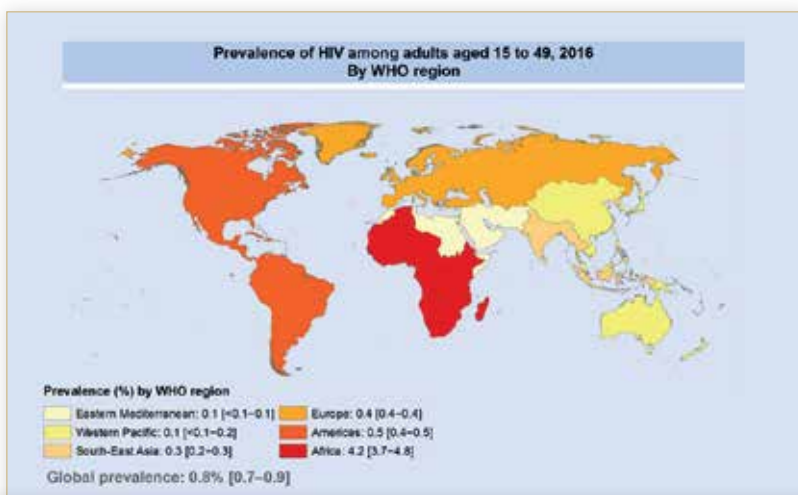 Prevalence of HIV among adults aged 15 to 49, 2016
By WHO region
Prevalence (%) by WHO region
Eastern Mediterranean: 0.1 [<0.1–0.1]
Europe: 0.4 [0.4–0.4]
Western Pacific: 0.1 [<0.1–0.2]
Americas: 0.5 [0.4–0.5]
South-East Asia: 0.3 [0.2–0.3]
Africa: 4.2 [3.7–4.8]
Global prevalence: 0.8% [0.7–0.9]